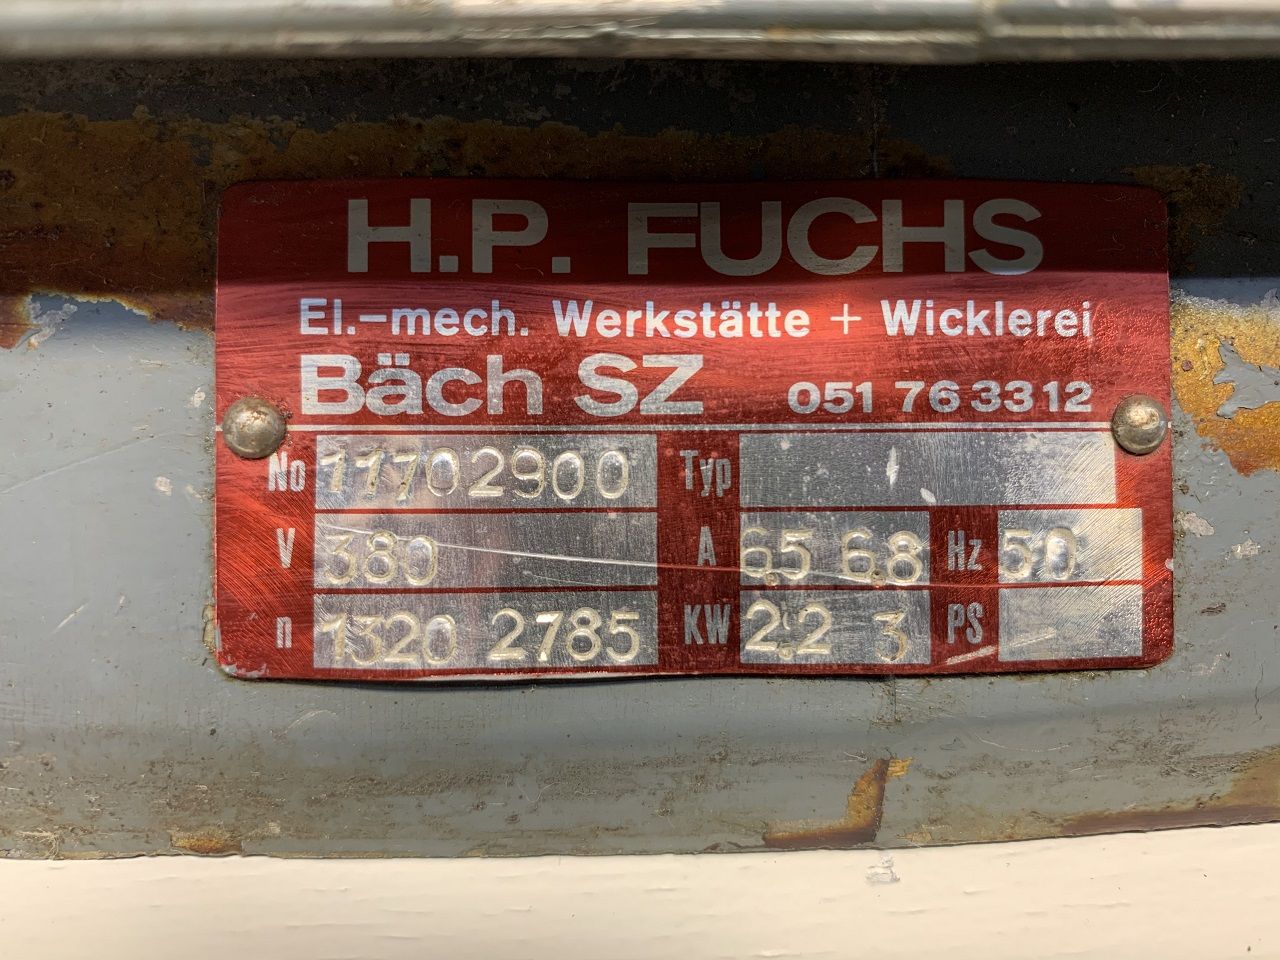 H.P. FUCHS
El.-mech. Werkstätte + Wicklerei
Bäch SZ 051 76 33 12
No 11702900 Typ
V 380 A 6.5 6.8 Hz 50
n 1320 2785 KW 2.2 3 PS